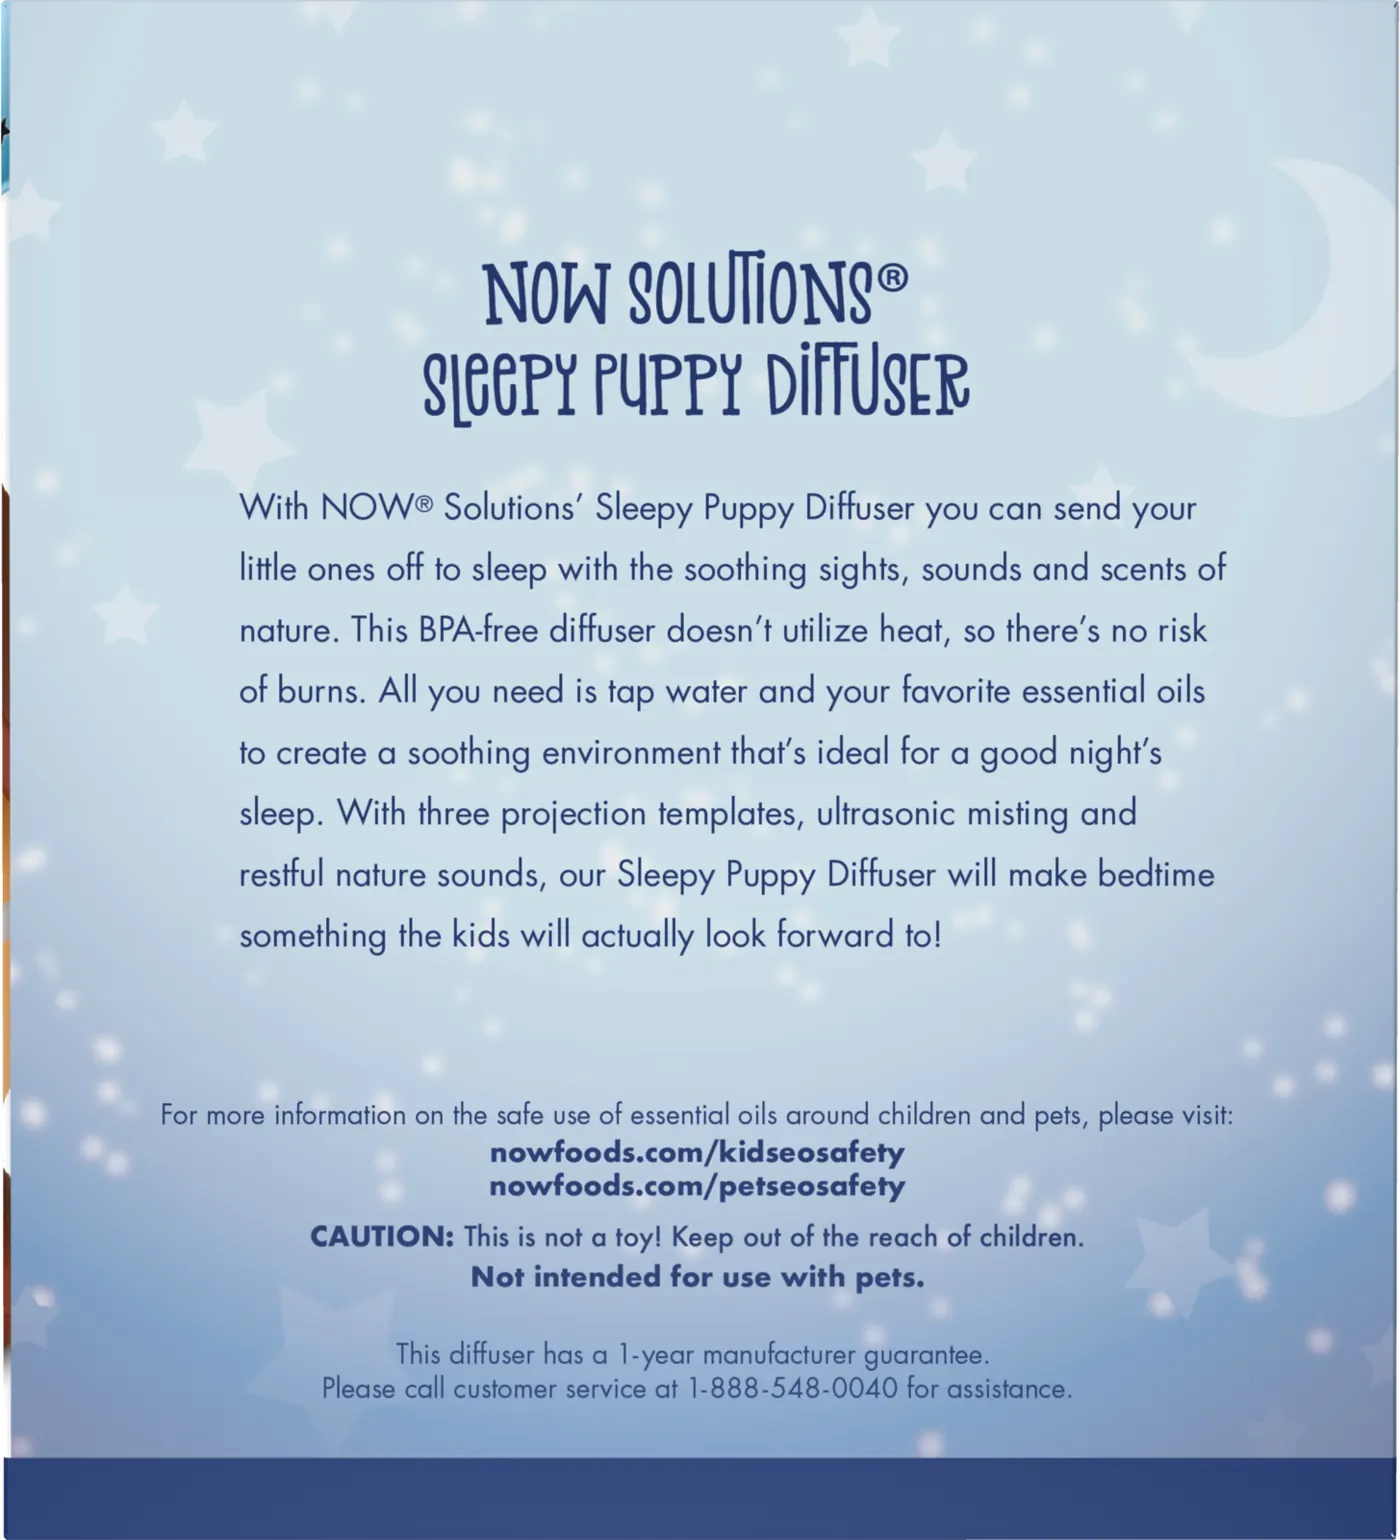 NOW SOLUTIONS®
SLEEPY PUPPY DIFFUSER
With NOW® Solutions’ Sleepy Puppy Diffuser you can send your
little ones off to sleep with the soothing sights, sounds and scents of
nature. This BPA-free diffuser doesn’t utilize heat, so there’s no risk
of burns. All you need is tap water and your favorite essential oils
to create a soothing environment that’s ideal for a good night’s
sleep. With three projection templates, ultrasonic misting and
restful nature sounds, our Sleepy Puppy Diffuser will make bedtime
something the kids will actually look forward to!
For more information on the safe use of essential oils around children and pets, please visit:
nowfoods.com/kidseosafety
nowfoods.com/petseosafety
CAUTION: This is not a toy! Keep out of the reach of children.
Not intended for use with pets.
This diffuser has a 1-year manufacturer guarantee.
Please call customer service at 1-888-548-0040 for assistance.